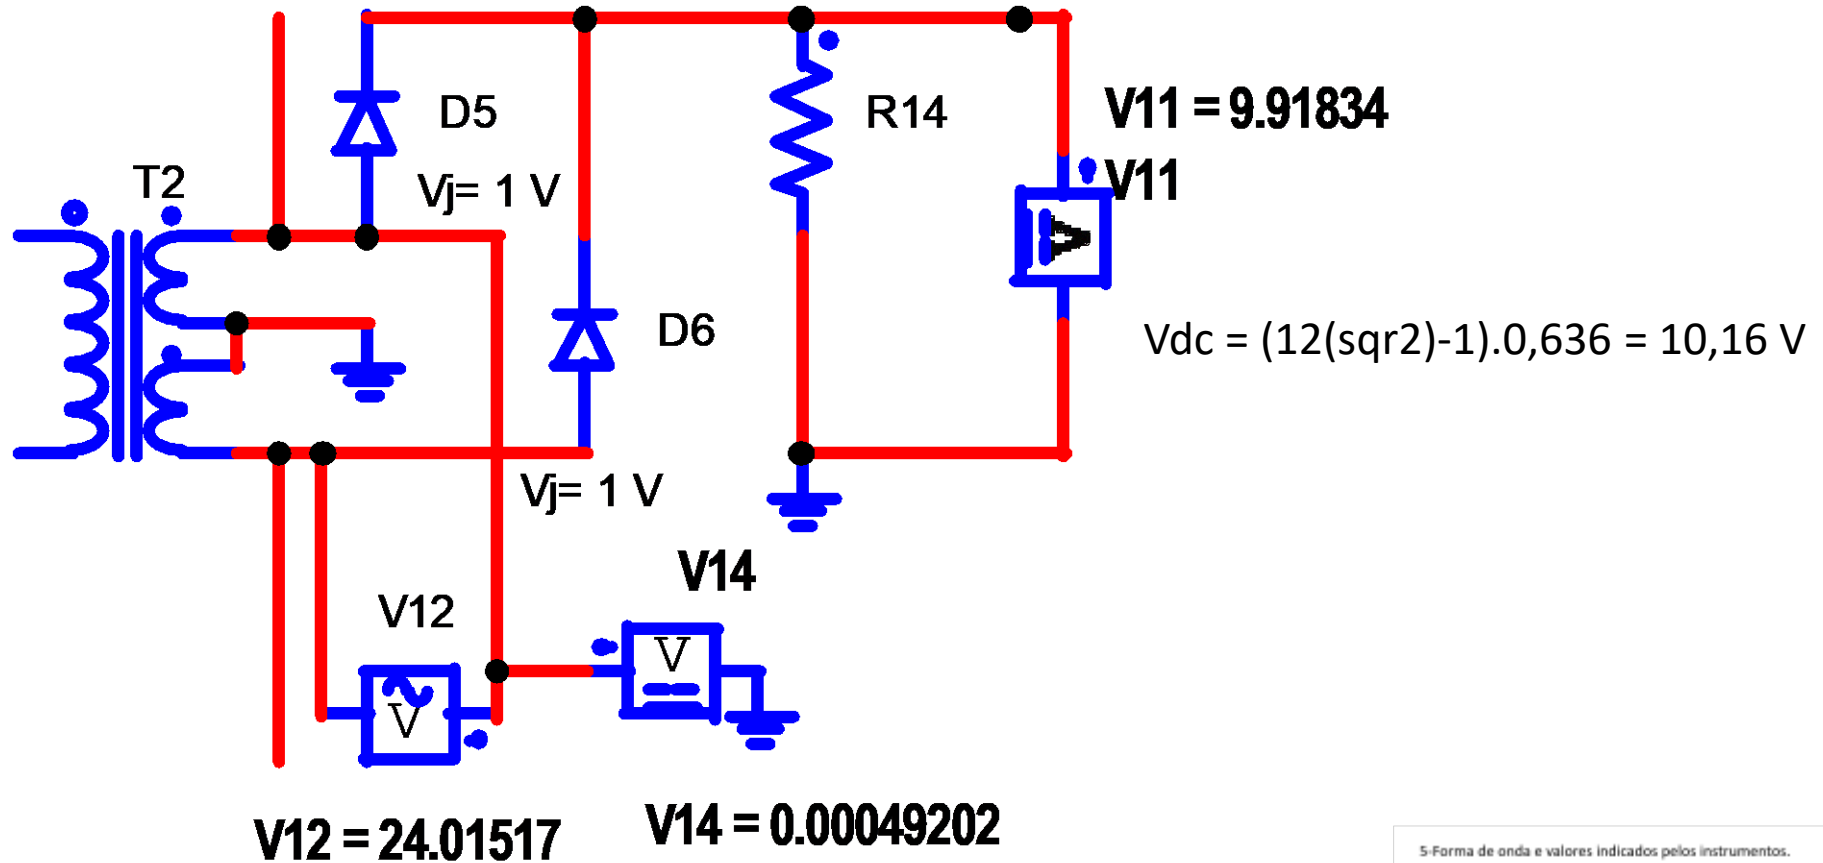 D5
R14
V11 = 9.91834
V11
T2
Vj= 1 V
V
D6
Vdc = (12(sqr2)-1).0,636 = 10,16 V
Vj= 1 V
V14
V12
V
V
V12 = 24.01517
V14 = 0.00049202
5-Forma de onda e valores indicados pelos instrumentos.